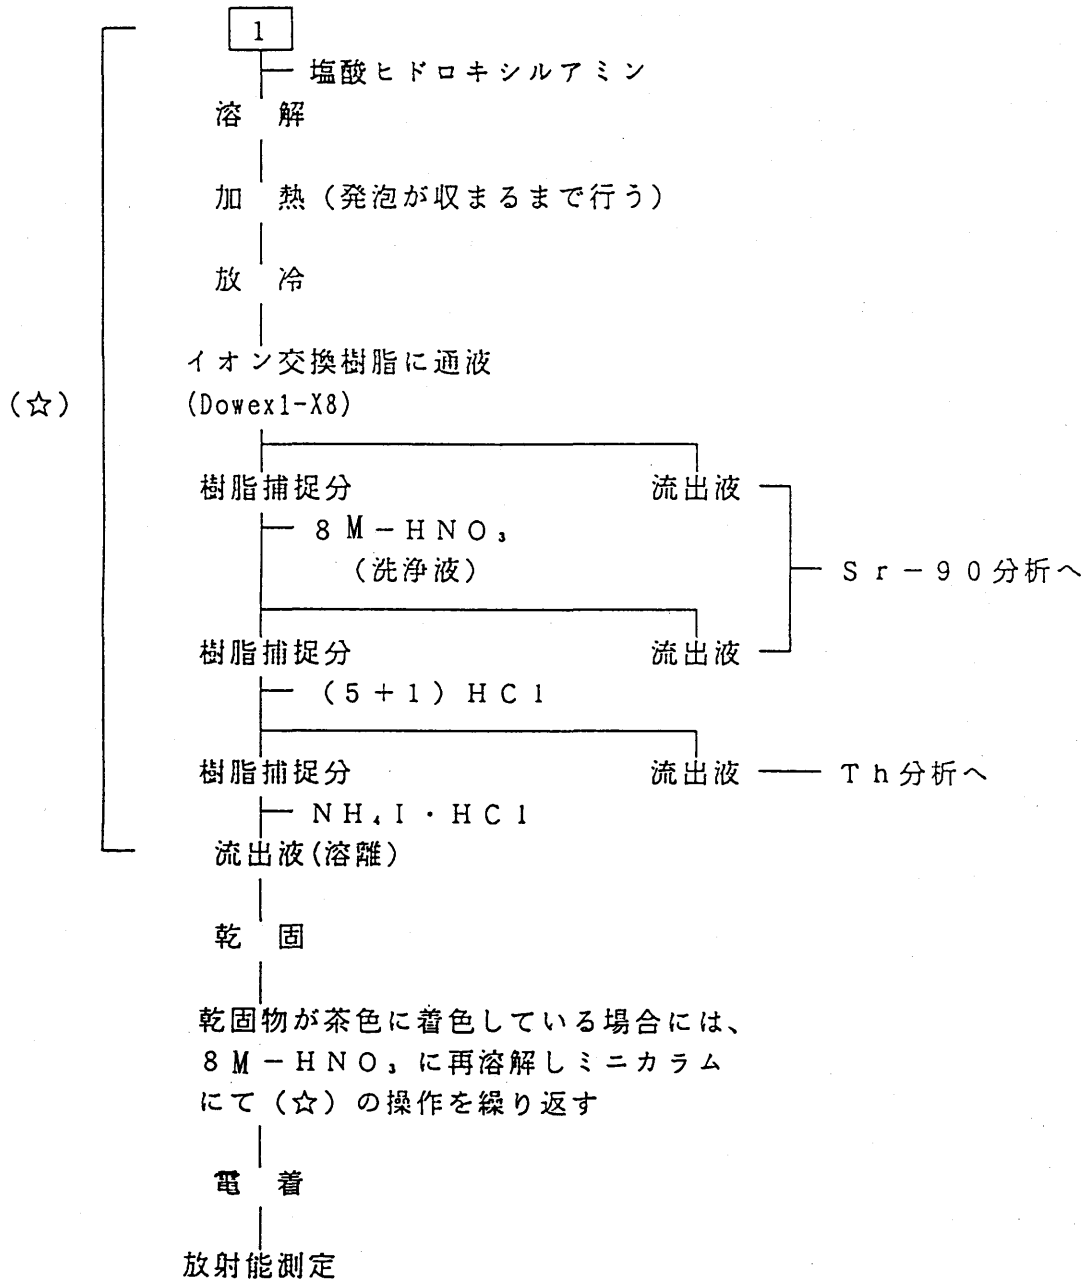 1
塩酸ヒドロキシルアミン
溶 解
加 熱(発泡が収まるまで行う)
放 冷
イオン交換樹脂に通液
(☆)
(Dowex1-X8)
樹脂捕捉分 流出液
8M-HNO₃
(洗浄液)
Sr-90分析へ
樹脂捕捉分 流出液
(5+1)HCl
樹脂捕捉分 流出液 Th分析へ
NH₄I・HCl
流出液(溶離)
乾 固
乾固物が茶色に着色している場合には、
8M-HNO₃に再溶解しミニカラム
にて(☆)の操作を繰り返す
電 着
放射能測定